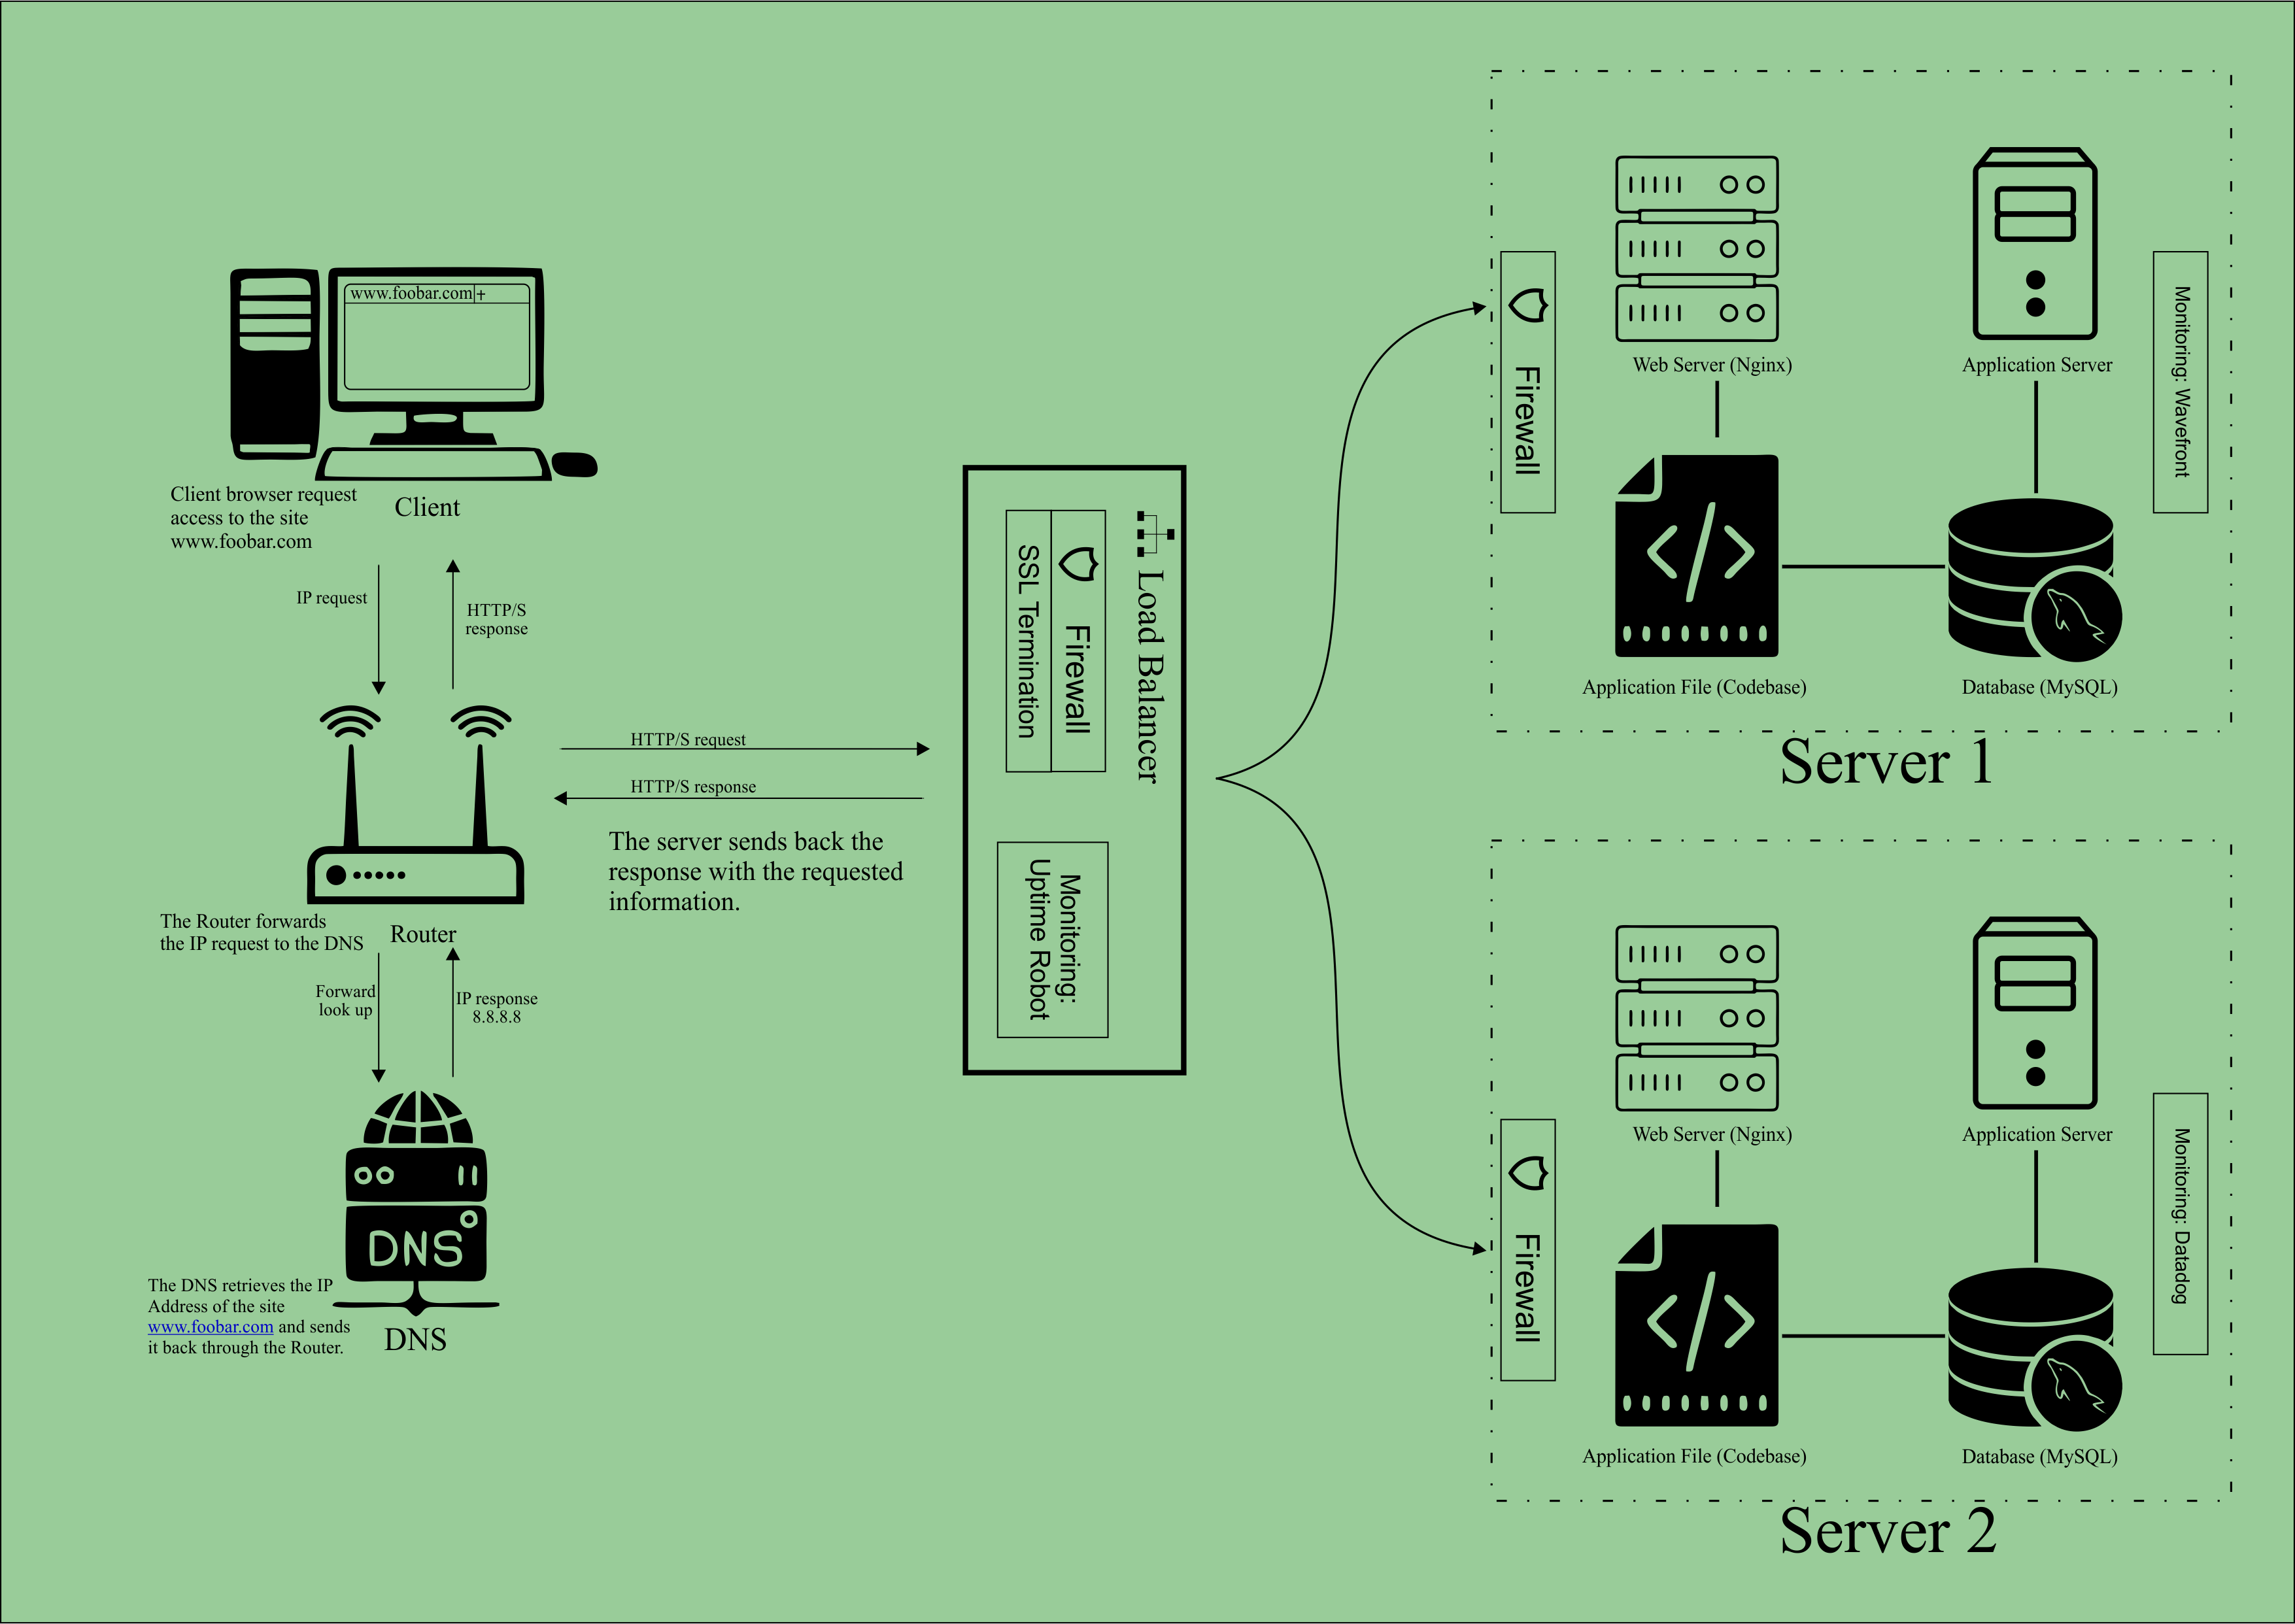 www.foobar.com
Client browser request
access to the site
www.foobar.com
Client
IP request
HTTP/S
response
The Router forwards
the IP request to the DNS
Router
Forward
look up
IP response
8.8.8.8
DNS
The DNS retrieves the IP
Address of the site
www.foobar.com and sends
it back through the Router.
DNS
HTTP/S request
HTTP/S response
The server sends back the
response with the requested
information.
Load Balancer
Firewall
SSL Termination
Monitoring:
Uptime Robot
Firewall
Web Server (Nginx)
Application Server
Monitoring: Wavefront
</>
Application File (Codebase)
Database (MySQL)
Server 1
Firewall
Web Server (Nginx)
Application Server
Monitoring: Datadog
</>
Application File (Codebase)
Database (MySQL)
Server 2